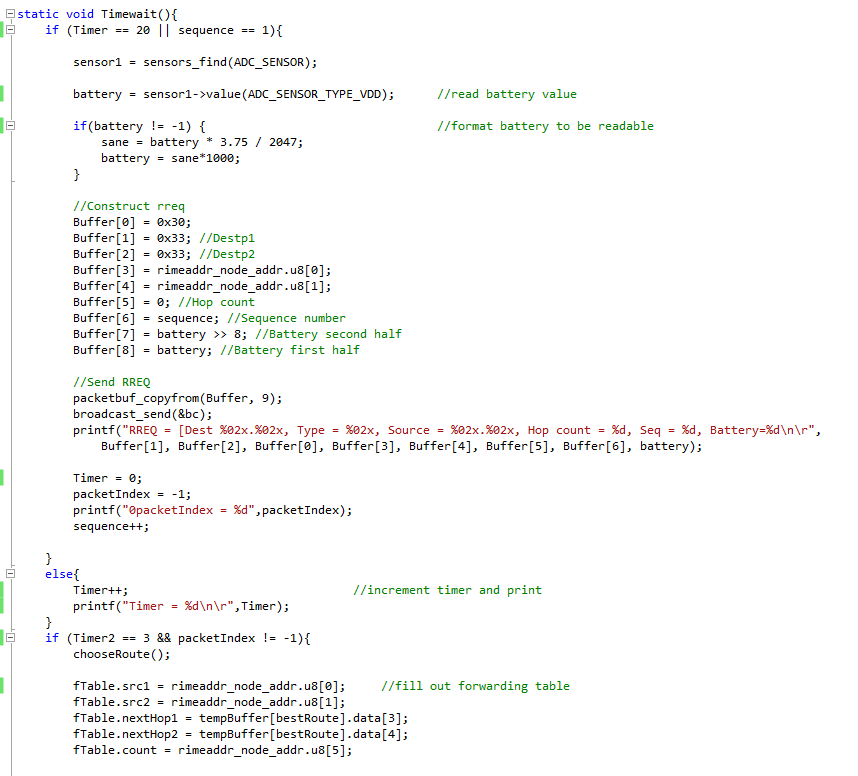 static void Timewait(){
if (Timer == 20 || sequence == 1){
sensor1 = sensors_find(ADC_SENSOR);
battery = sensor1->value(ADC_SENSOR_TYPE_VDD); //read battery value
if(battery != -1) { //format battery to be readable
sane = battery * 3.75 / 2047;
battery = sane*1000;
}
//Construct rreq
Buffer[0] = 0x30;
Buffer[1] = 0x33; //Destp1
Buffer[2] = 0x33; //Destp2
Buffer[3] = rimeaddr_node_addr.u8[0];
Buffer[4] = rimeaddr_node_addr.u8[1];
Buffer[5] = 0; //Hop count
Buffer[6] = sequence; //Sequence number
Buffer[7] = battery >> 8; //Battery second half
Buffer[8] = battery; //Battery first half
//Send RREQ
packetbuf_copyfrom(Buffer, 9);
broadcast_send(&bc);
printf("RREQ = [Dest %02x.%02x, Type = %02x, Source = %02x.%02x, Hop count = %d, Seq = %d, Battery=%d\n\r",
Buffer[1], Buffer[2], Buffer[0], Buffer[3], Buffer[4], Buffer[5], Buffer[6], battery);
Timer = 0;
packetIndex = -1;
printf("0packetIndex = %d",packetIndex);
sequence++;
}
else{
Timer++; //increment timer and print
printf("Timer = %d\n\r",Timer);
}
if (Timer2 == 3 && packetIndex != -1){
chooseRoute();
fTable.src1 = rimeaddr_node_addr.u8[0]; //fill out forwarding table
fTable.src2 = rimeaddr_node_addr.u8[1];
fTable.nextHop1 = tempBuffer[bestRoute].data[3];
fTable.nextHop2 = tempBuffer[bestRoute].data[4];
fTable.count = rimeaddr_node_addr.u8[5];